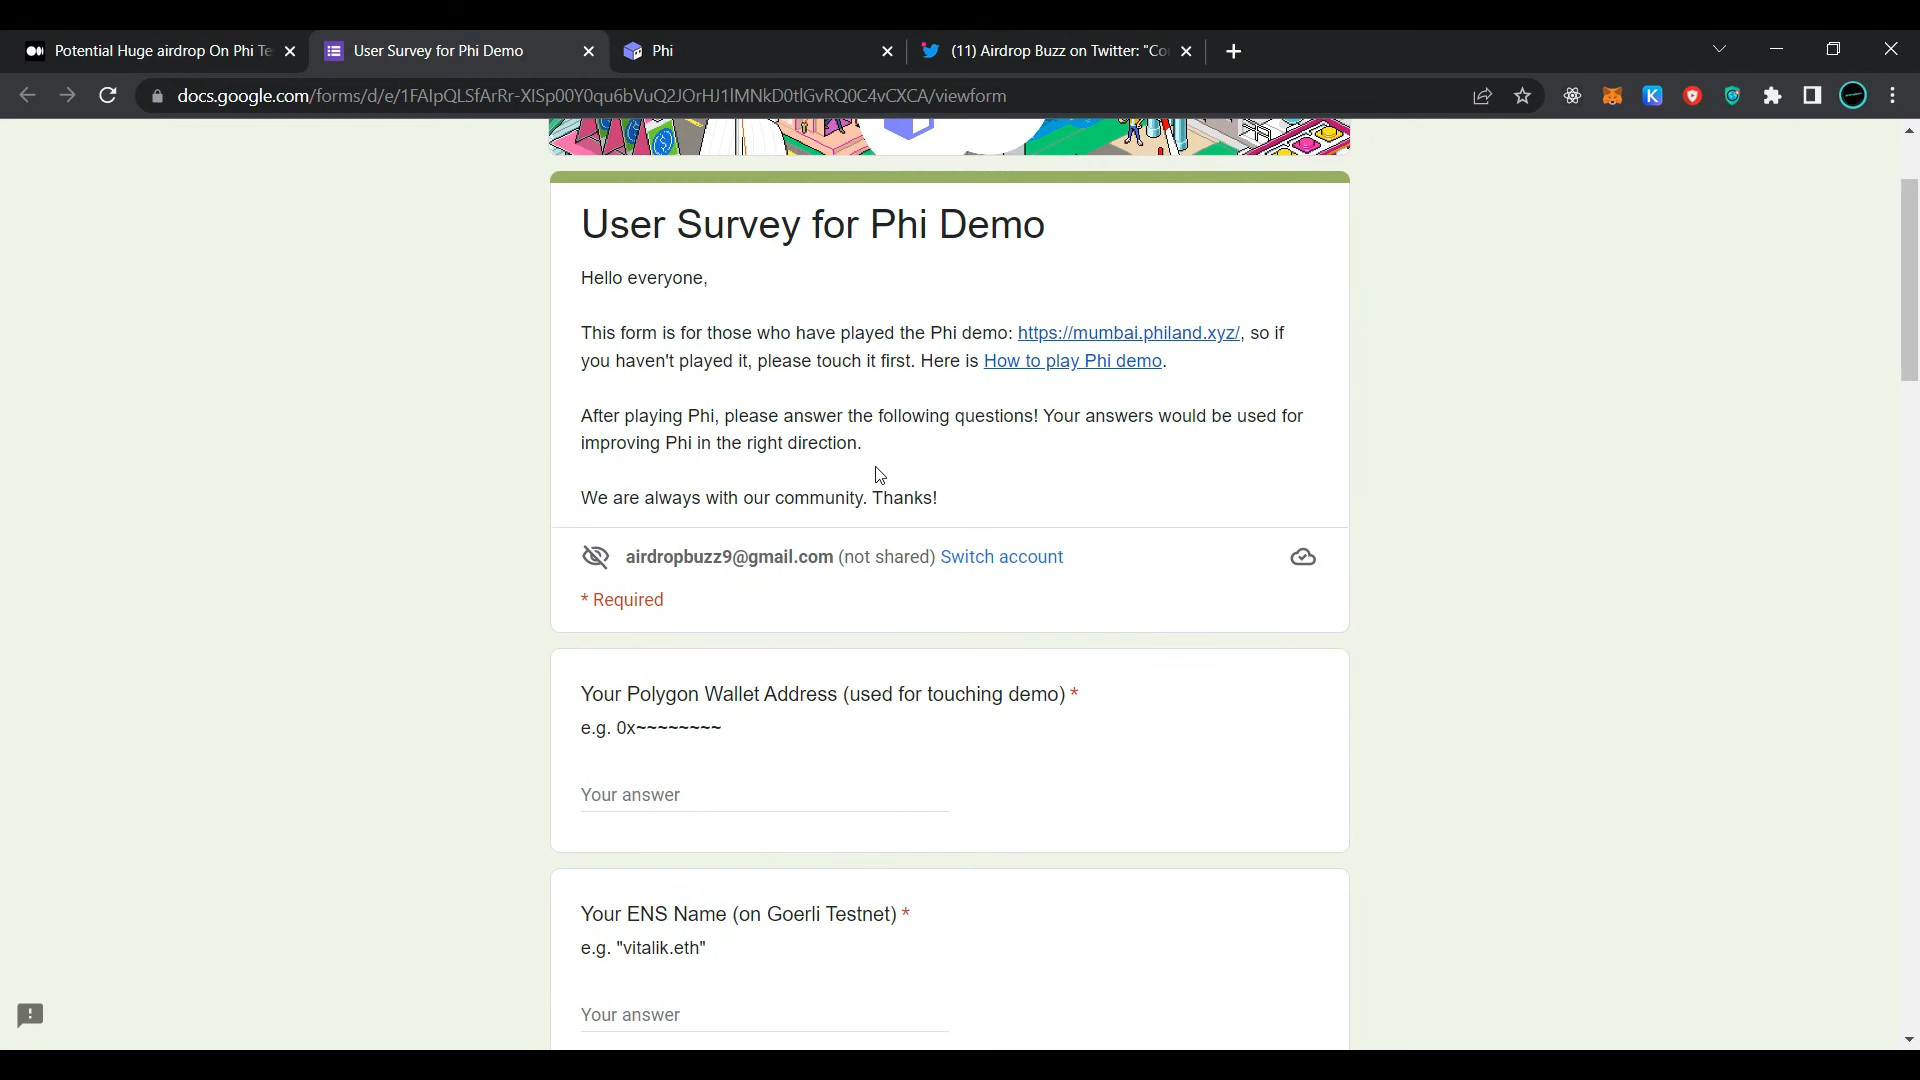 Potential Huge airdrop On Phi Te
User Survey for Phi Demo
Phi
(11) Airdrop Buzz on Twitter: "Co
docs.google.com/forms/d/e/1FAIpQLSfArRr-XISp00Y0qu6bVuQ2JOrHJ1lMNkD0tlGvRQ0C4vCXCA/viewform
User Survey for Phi Demo
Hello everyone,
This form is for those who have played the Phi demo: https://mumbai.philand.xyz/, so if
you haven't played it, please touch it first. Here is How to play Phi demo.
After playing Phi, please answer the following questions! Your answers would be used for
improving Phi in the right direction.
We are always with our community. Thanks!
airdropbuzz9@gmail.com (not shared) Switch account
* Required
Your Polygon Wallet Address (used for touching demo) *
e.g. 0x~~~~~~~~
Your answer
Your ENS Name (on Goerli Testnet) *
e.g. "vitalik.eth"
Your answer